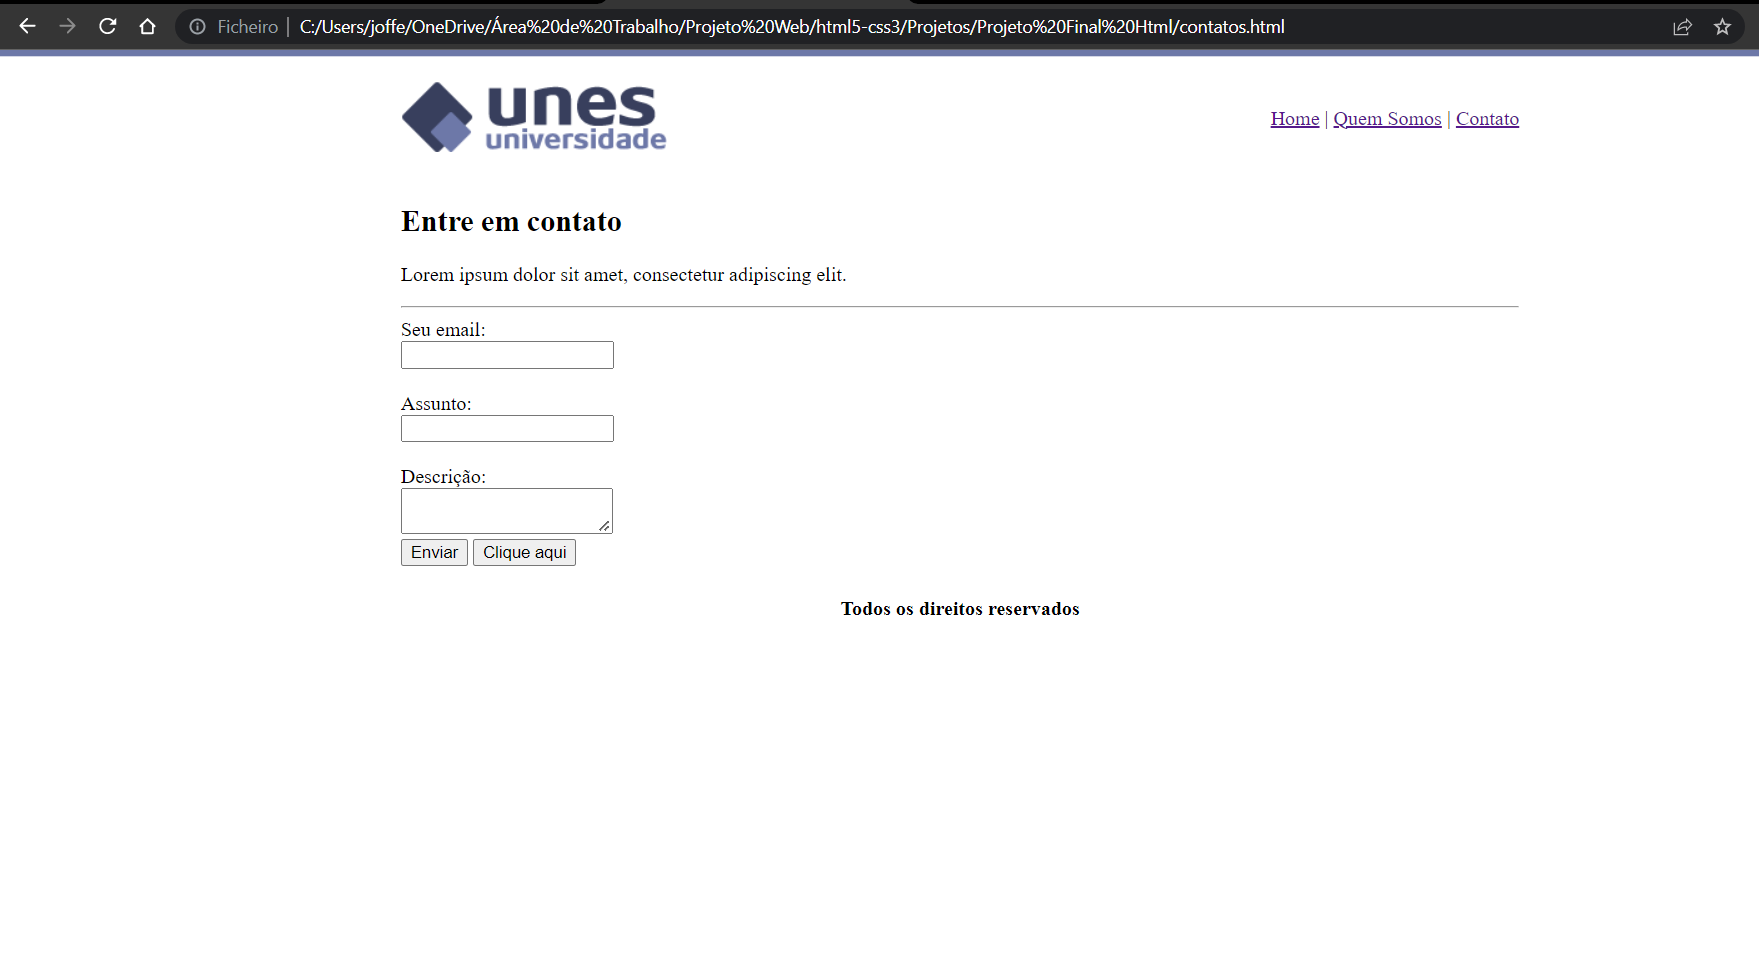 Ficheiro | C:/Users/joffe/OneDrive/Área%20de%20Trabalho/Projeto%20Web/html5-css3/Projetos/Projeto%20Final%20Html/contatos.html
unes
universidade
Home | Quem Somos | Contato
Entre em contato
Lorem ipsum dolor sit amet, consectetur adipiscing elit.
Seu email:
Assunto:
Descrição:
Enviar Clique aqui
Todos os direitos reservados